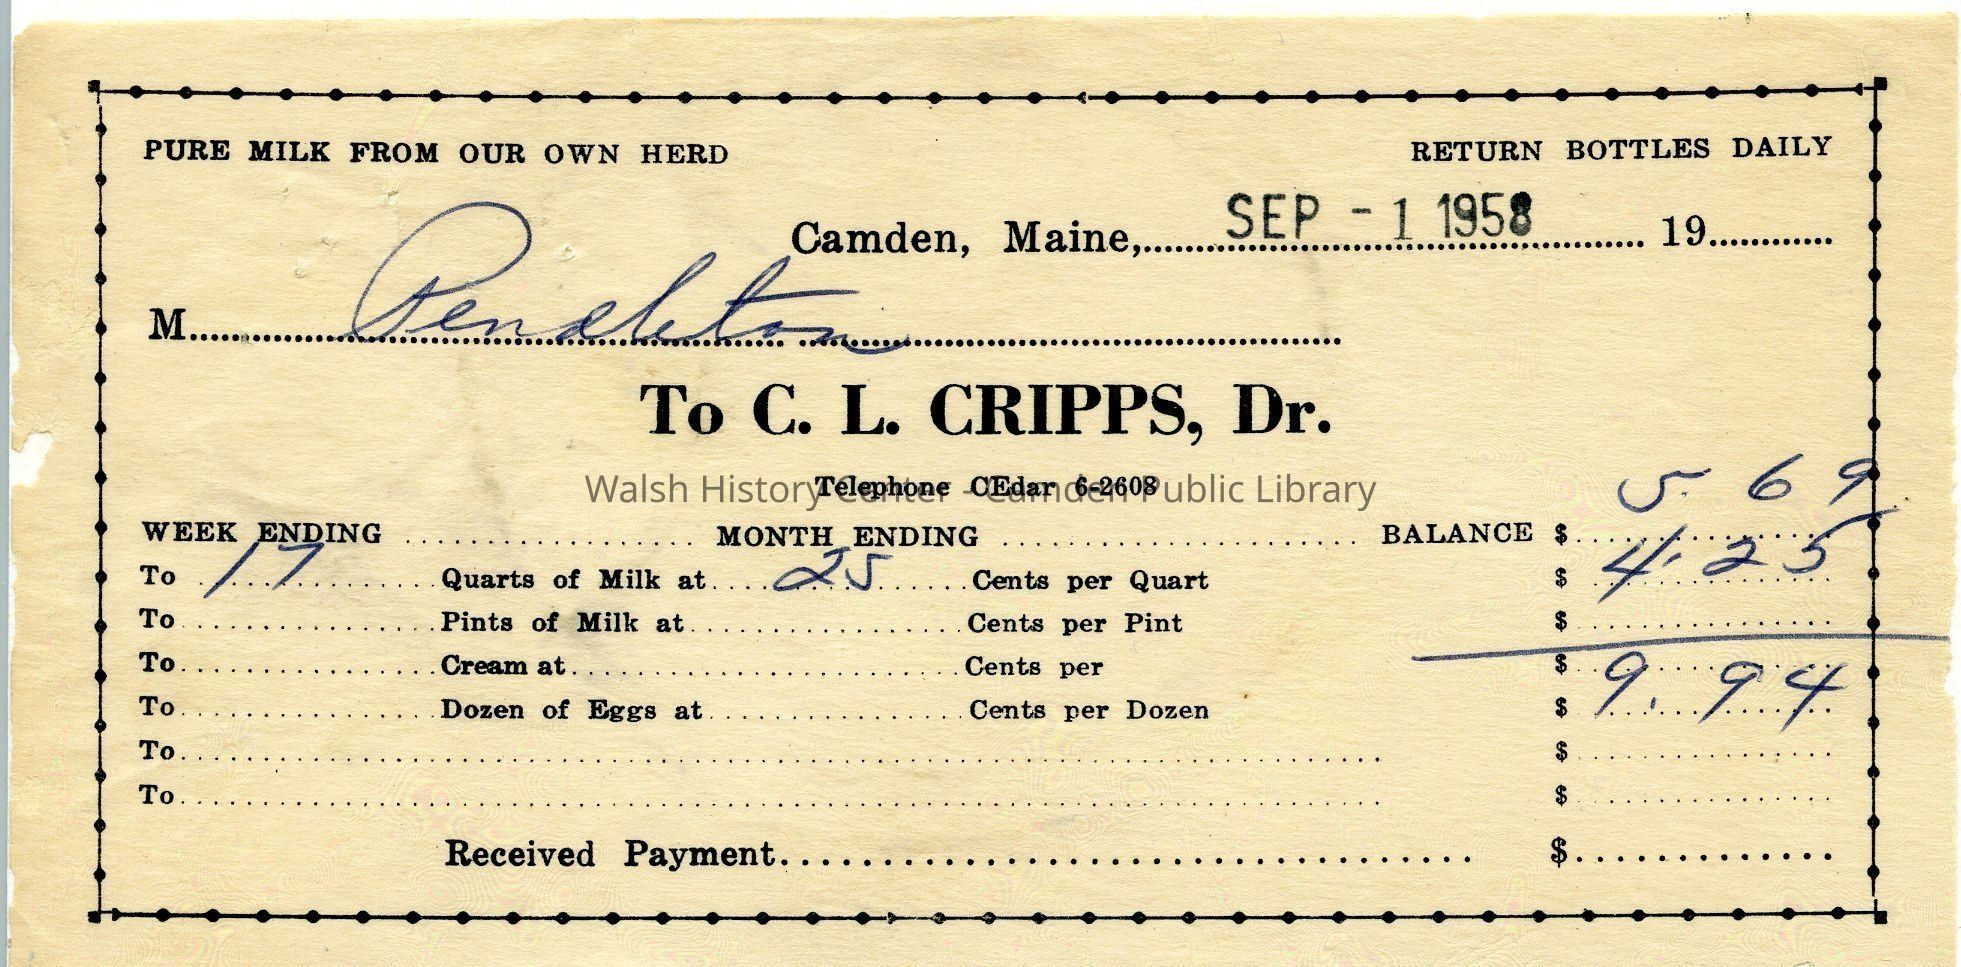 PURE MILK FROM OUR OWN HERD RETURN BOTTLES DAILY
Camden, Maine, SEP - 1 1958 19
M Pendleton
To C. L. CRIPPS, Dr.
Telephone CEdar 6-2608
Walsh History Center - Camden Public Library
5.69
WEEK ENDING MONTH ENDING BALANCE $
To 17 Quarts of Milk at 25 Cents per Quart $ 4.25
To Pints of Milk at Cents per Pint $
To Cream at Cents per $
To Dozen of Eggs at Cents per Dozen $ 9.94
To $
To $
Received Payment $